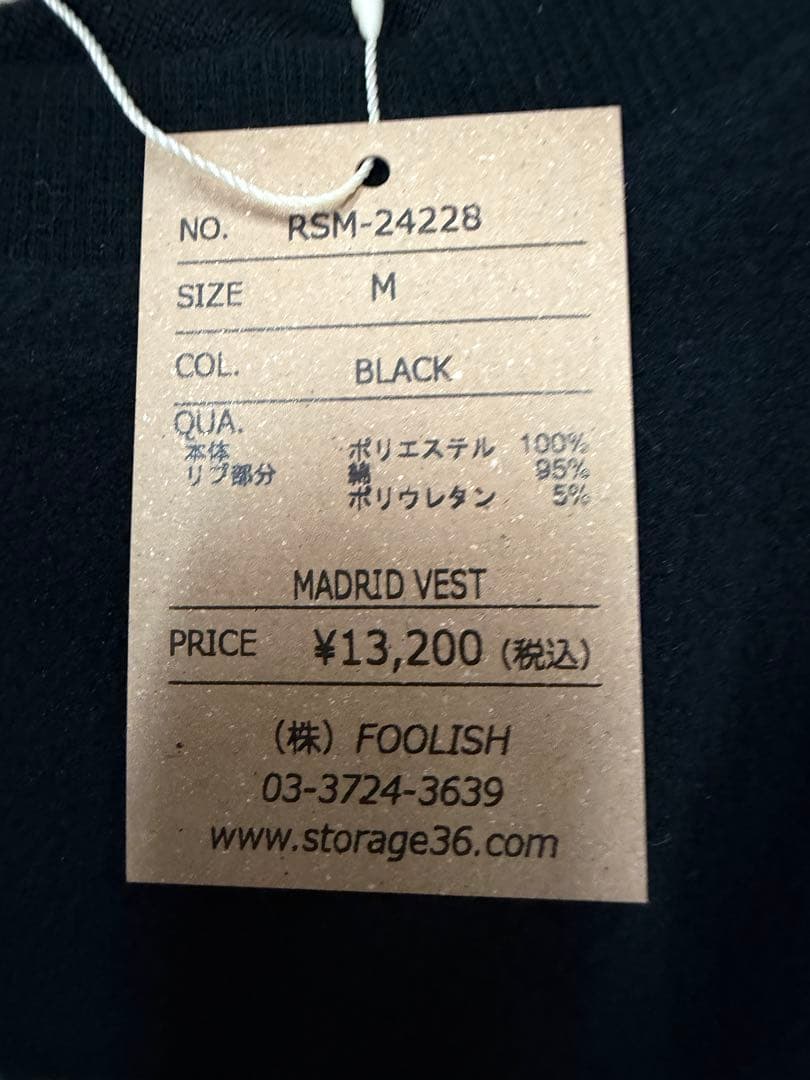 NO. RSM-24228
SIZE M
COL. BLACK
QUA.
本体 ポリエステル 100%
リブ部分 綿 95%
ポリウレタン 5%
MADRID VEST
PRICE ¥13,200（税込）
（株）FOOLISH
03-3724-3639
www.storage36.com